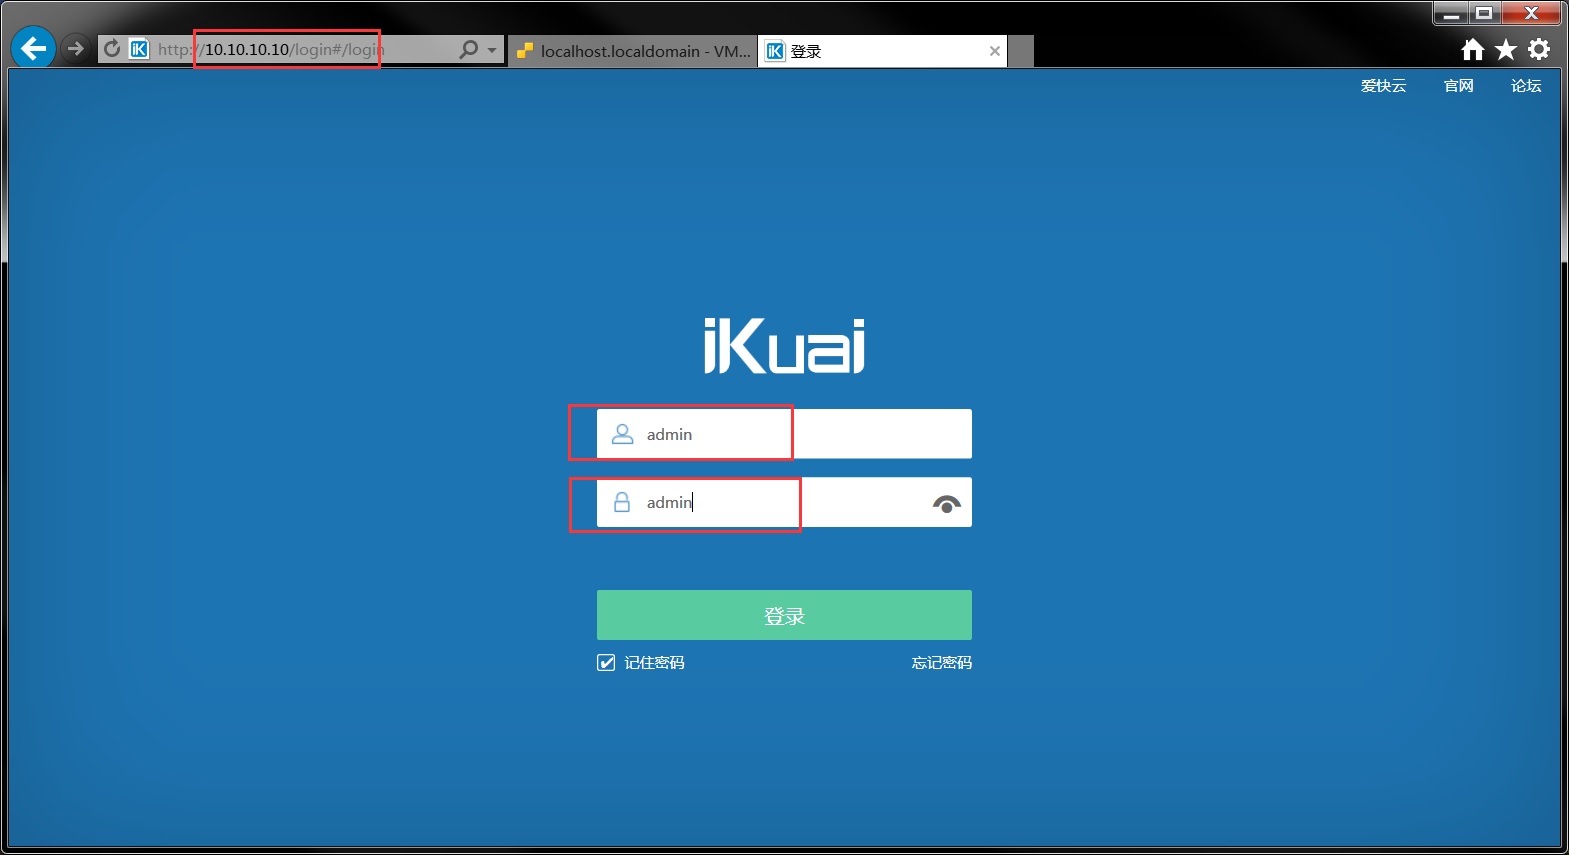 http://10.10.10.10/login#/login
localhost.localdomain - VM...
登录
爱快云
官网
论坛
iKuai
admin
admin
登录
记住密码
忘记密码